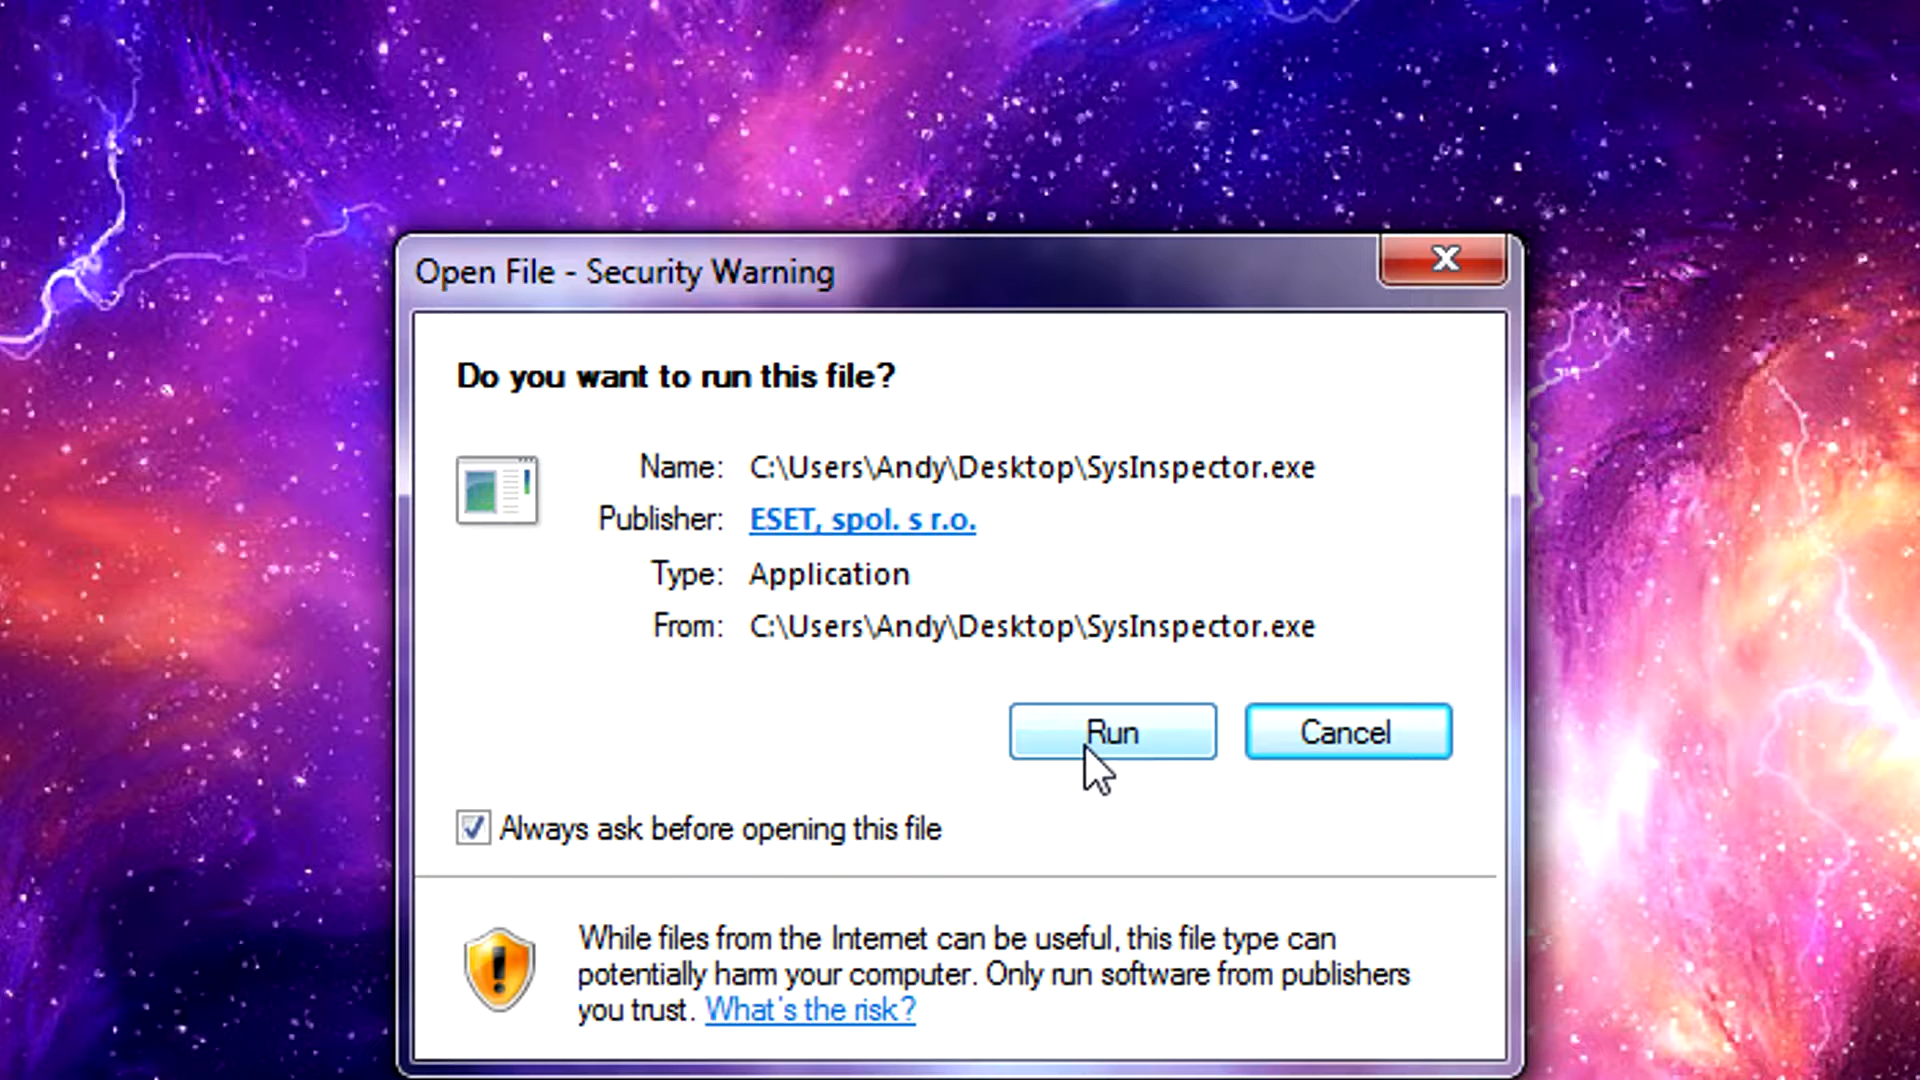 Open File - Security Warning
X
Do you want to run this file?
Name: C:\Users\Andy\Desktop\SysInspector.exe
Publisher: ESET, spol. s r.o.
Type: Application
From: C:\Users\Andy\Desktop\SysInspector.exe
Run Cancel
Always ask before opening this file
While files from the Internet can be useful, this file type can
potentially harm your computer. Only run software from publishers
you trust. What's the risk?